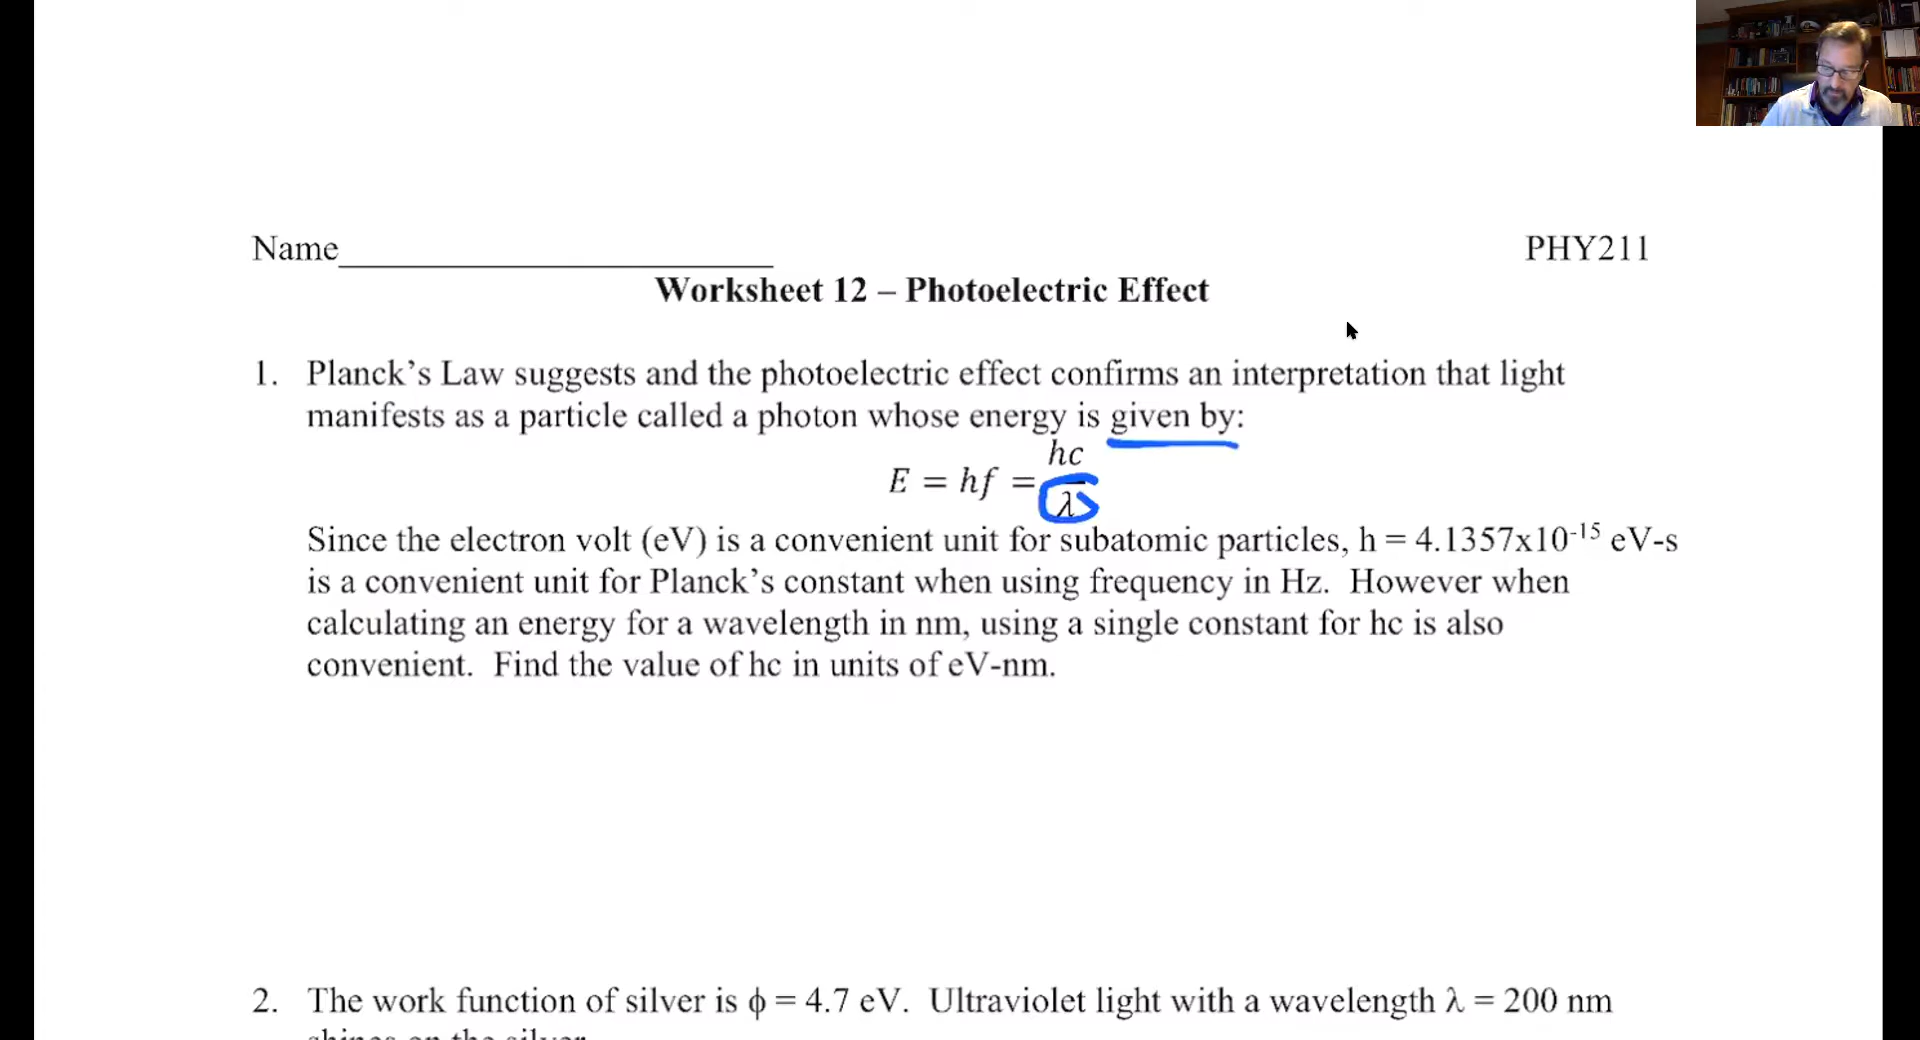 Name____________________ PHY211
Worksheet 12 – Photoelectric Effect
1. Planck's Law suggests and the photoelectric effect confirms an interpretation that light
manifests as a particle called a photon whose energy is given by:
E = hf = hc/λ
Since the electron volt (eV) is a convenient unit for subatomic particles, h = 4.1357x10⁻¹⁵ eV-s
is a convenient unit for Planck's constant when using frequency in Hz. However when
calculating an energy for a wavelength in nm, using a single constant for hc is also
convenient. Find the value of hc in units of eV-nm.
2. The work function of silver is ϕ = 4.7 eV. Ultraviolet light with a wavelength λ = 200 nm
shines on the silver